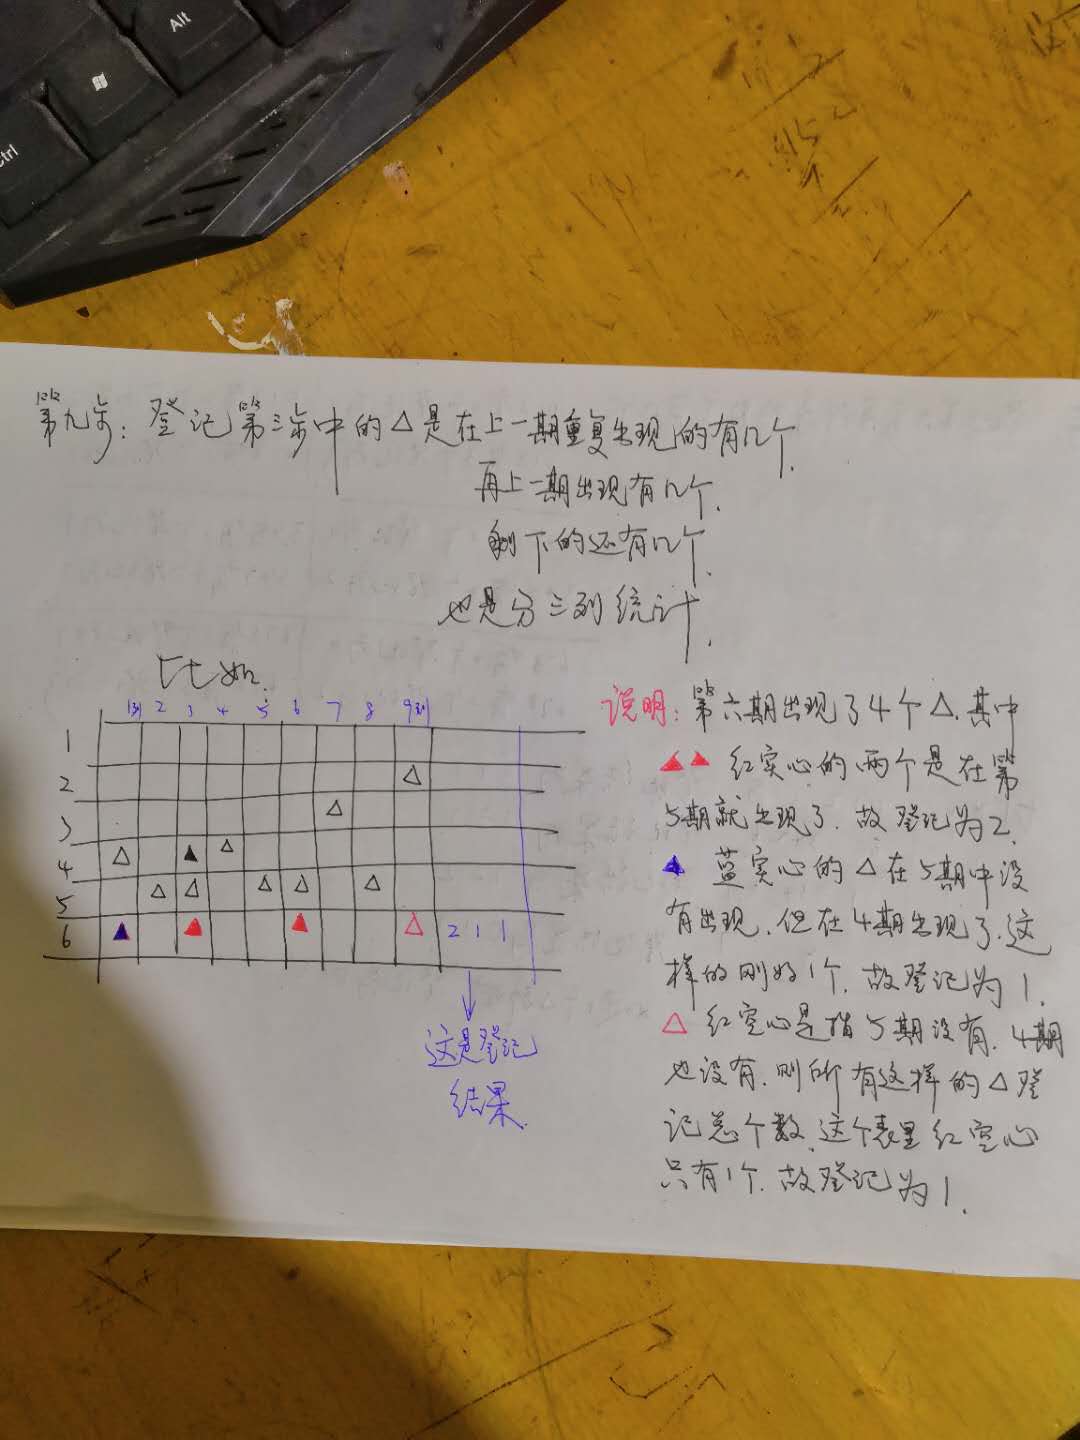 Alt
Ctrl
第九步：登记第三步中的△是在上一期重复出现的有几个.
再上一期出现有几个.
剩下的还有几个.
也是分三列统计.
比如.
1列 2 3 4 5 6 7 8 9列
1
2
3
4
5
6 2 1 1
这是登记
结果.
说明：第六期出现了4个△.其中
▲▲ 红实心的两个是在第
5期就出现了.故登记为2.
▲ 蓝实心的△在5期中没
有出现.但在4期出现了.这
样的刚好1个.故登记为1.
△ 红空心是指5期没有.4期
也没有.则所有这样的△登
记总个数.这个表里红空心
只有1个.故登记为1.